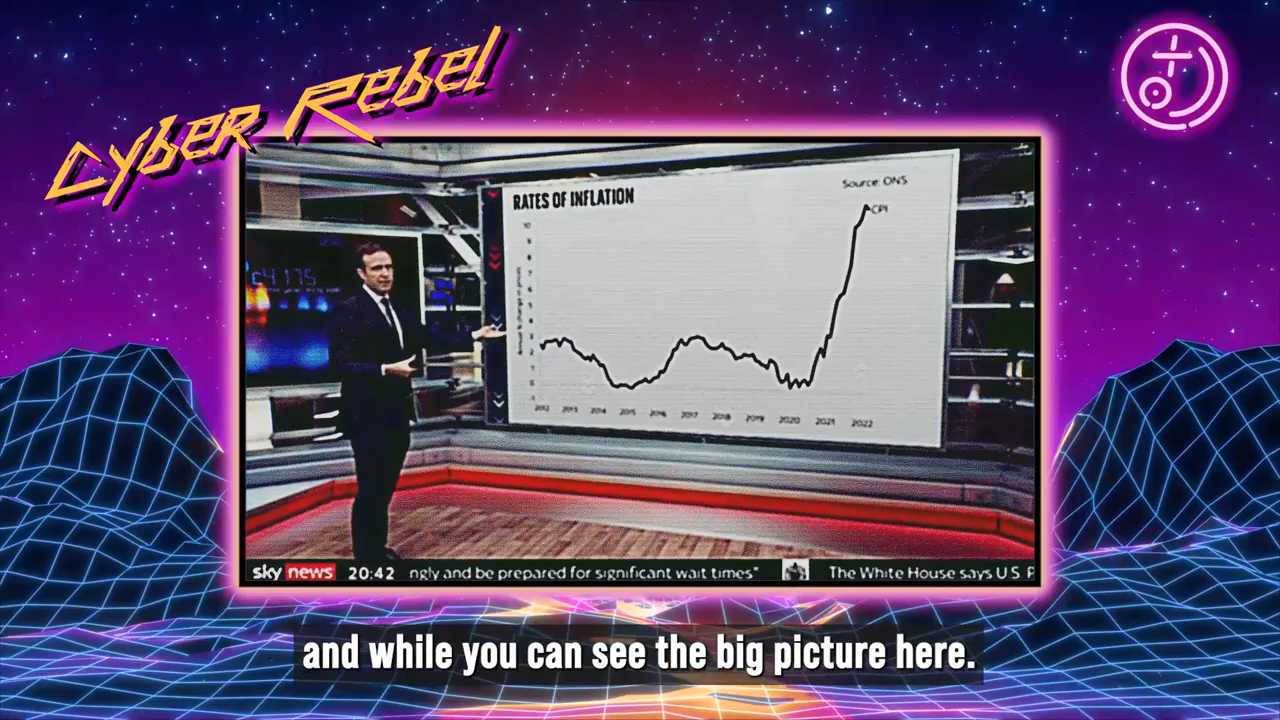 Cyber Rebel
Source: ONS
RATES OF INFLATION
CPI
10
9
8
7
6
5
4
3
2
1
0
-1
2012 2013 2014 2015 2016 2017 2018 2019 2020 2021 2022
sky news 20:42 ngly and be prepared for significant wait times" The White House says U.S. P
and while you can see the big picture here.